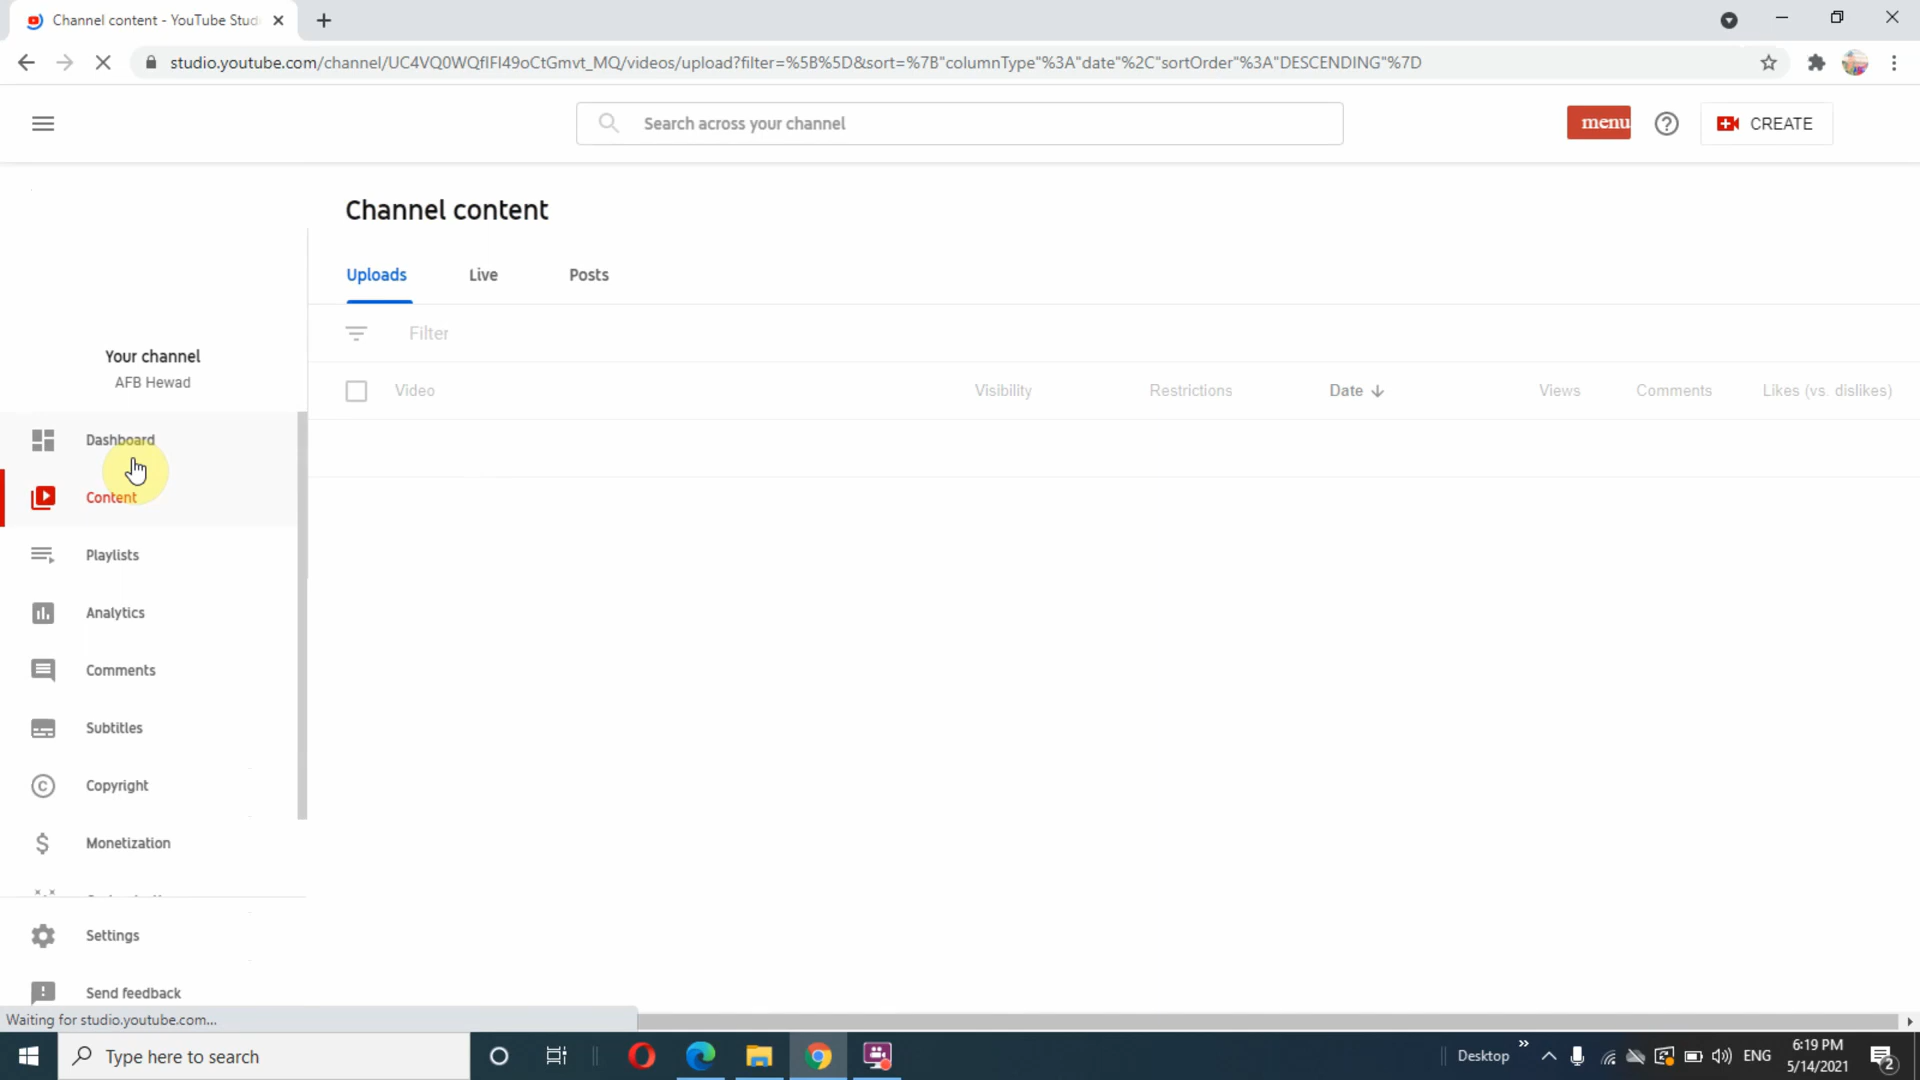 Channel content - YouTube Stud
studio.youtube.com/channel/UC4VQ0WQfIFI49oCtGmvt_MQ/videos/upload?filter=%5B%5D&sort=%7B"columnType"%3A"date"%2C"sortOrder"%3A"DESCENDING"%7D
Search across your channel
menu
CREATE
Channel content
Uploads Live Posts
Filter
Video Visibility Restrictions Date Views Comments Likes (vs. dislikes)
Your channel
AFB Hewad
Dashboard
Content
Playlists
Analytics
Comments
Subtitles
Copyright
Monetization
Settings
Send feedback
Waiting for studio.youtube.com...
Type here to search
Desktop
ENG
6:19 PM
5/14/2021
2